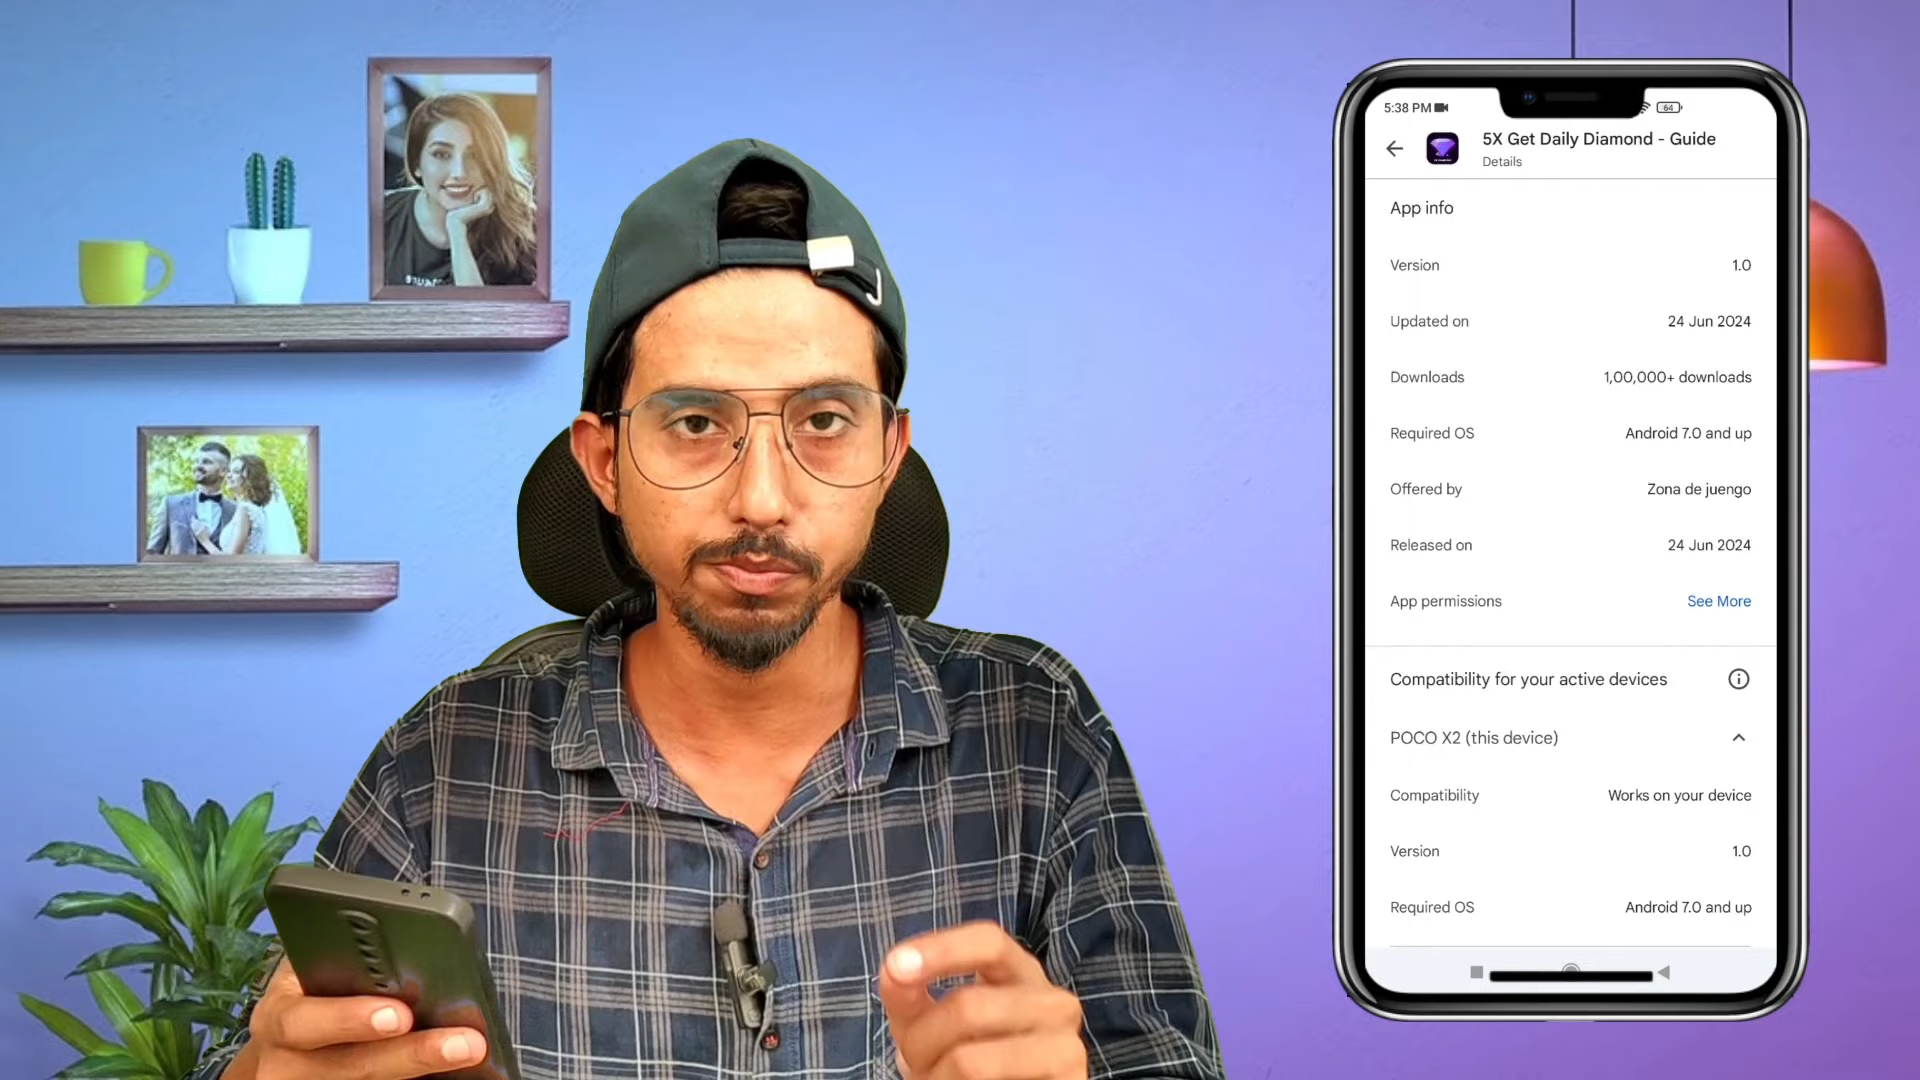 5:38 PM
64
5X Get Daily Diamond - Guide
Details
App info
Version 1.0
Updated on 24 Jun 2024
Downloads 1,00,000+ downloads
Required OS Android 7.0 and up
Offered by Zona de juengo
Released on 24 Jun 2024
App permissions See More
Compatibility for your active devices
POCO X2 (this device)
Compatibility Works on your device
Version 1.0
Required OS Android 7.0 and up